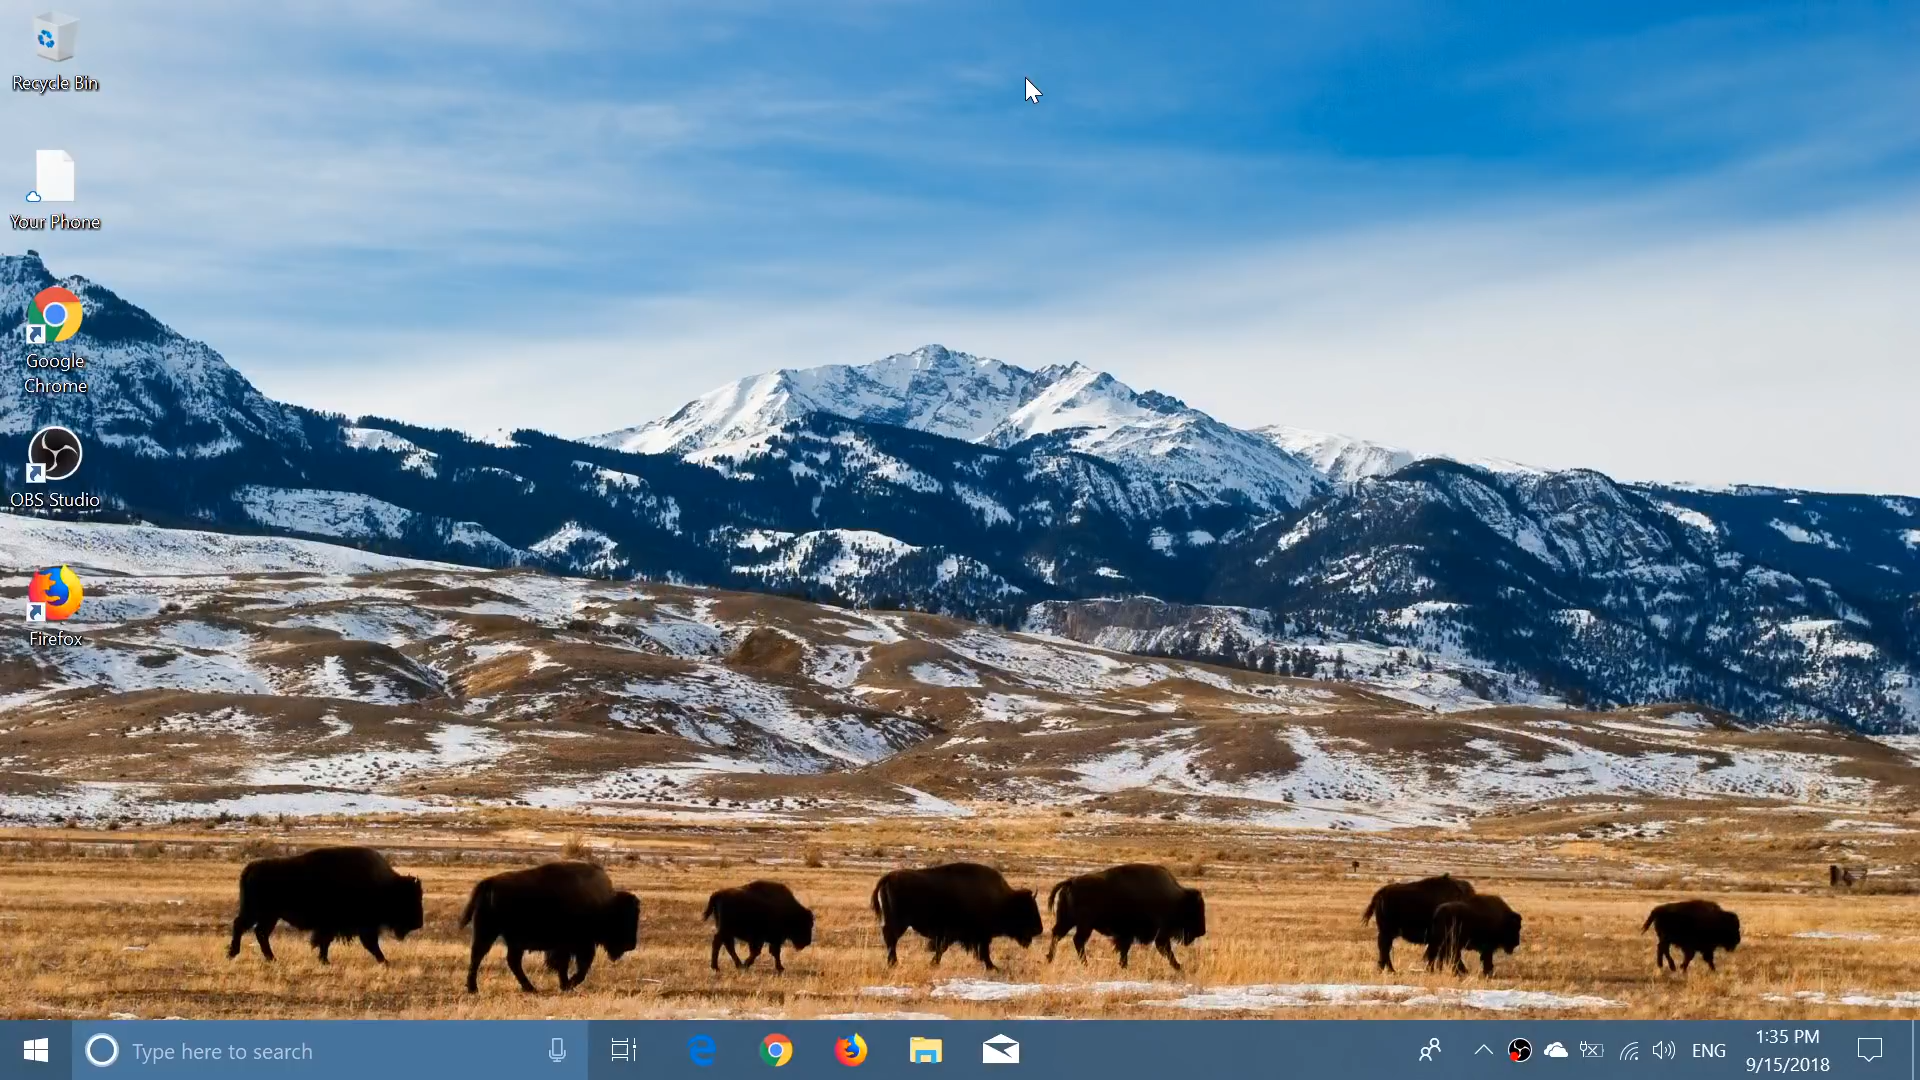 Recycle Bin
Your Phone
Google
Chrome
OBS Studio
Firefox
Type here to search
ENG
1:35 PM
9/15/2018